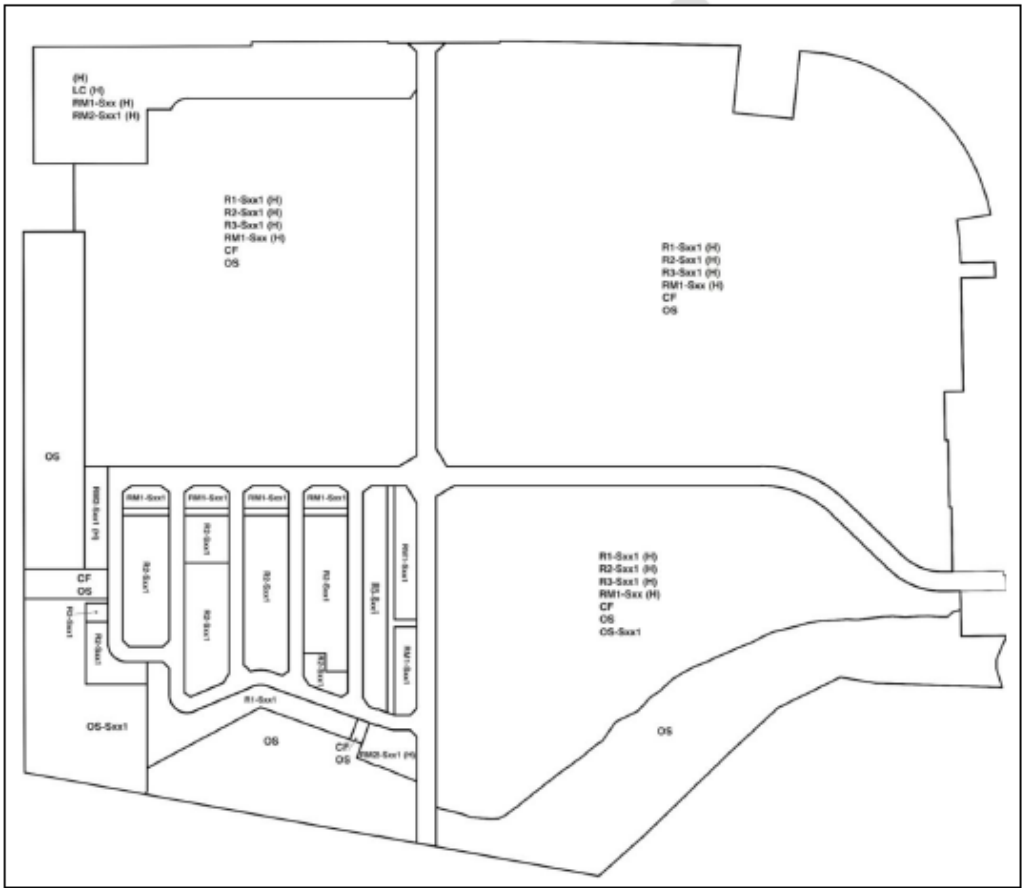 (H)
LC (H)
RM1-Sxx (H)
RM2-Sxx1 (H)
R1-Sxx1 (H)
R2-Sxx1 (H)
R3-Sxx1 (H)
RM1-Sxx (H)
CF
OS
R1-Sxx1 (H)
R2-Sxx1 (H)
R3-Sxx1 (H)
RM1-Sxx (H)
CF
OS
OS
RM2-Sxx1 (H)
RM1-Sxx1
RM1-Sxx1
RM1-Sxx1
RM1-Sxx1
R2-Sxx1
R2-Sxx1
R2-Sxx1
R2-Sxx1
R2-Sxx1
R3-Sxx1
RM1-Sxx1
R1-Sxx1 (H)
R2-Sxx1 (H)
R3-Sxx1 (H)
RM1-Sxx (H)
CF
OS
OS-Sxx1
CF
OS
R2-Sxx1
R2-Sxx1
R2-Sxx1
RM1-Sxx1
R1-Sxx1
OS-Sxx1
OS
CF
OS
RM2-Sxx1 (H)
OS